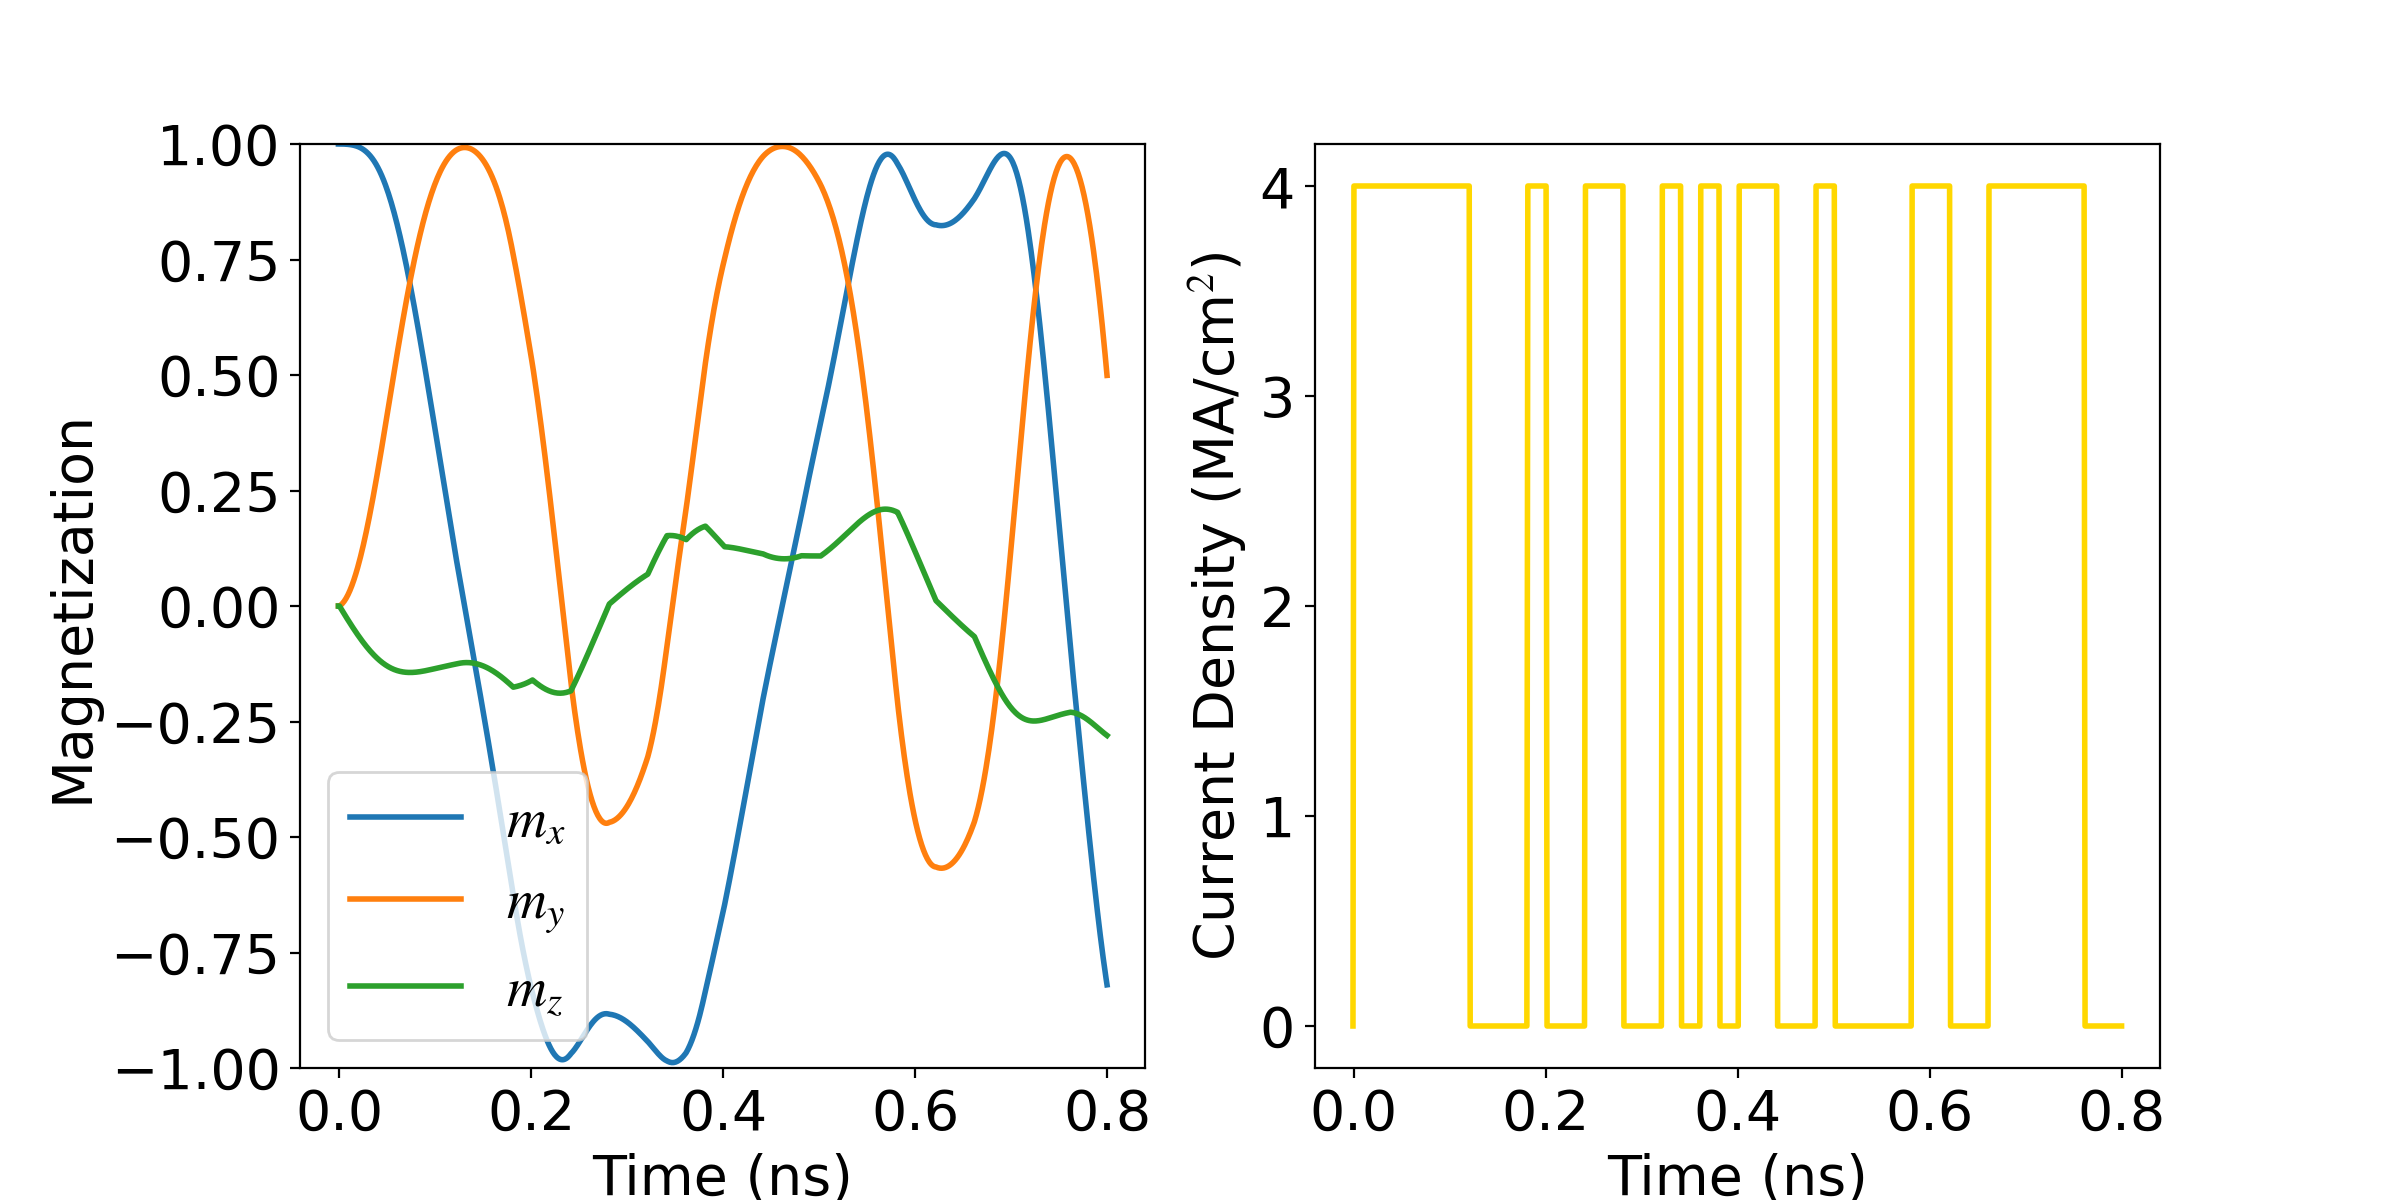 Magnetization
1.00
0.75
0.50
0.25
0.00
−0.25
−0.50
−0.75
−1.00
m_x
m_y
m_z
0.0 0.2 0.4 0.6 0.8
Time (ns)
Current Density (MA/cm²)
4
3
2
1
0
0.0 0.2 0.4 0.6 0.8
Time (ns)